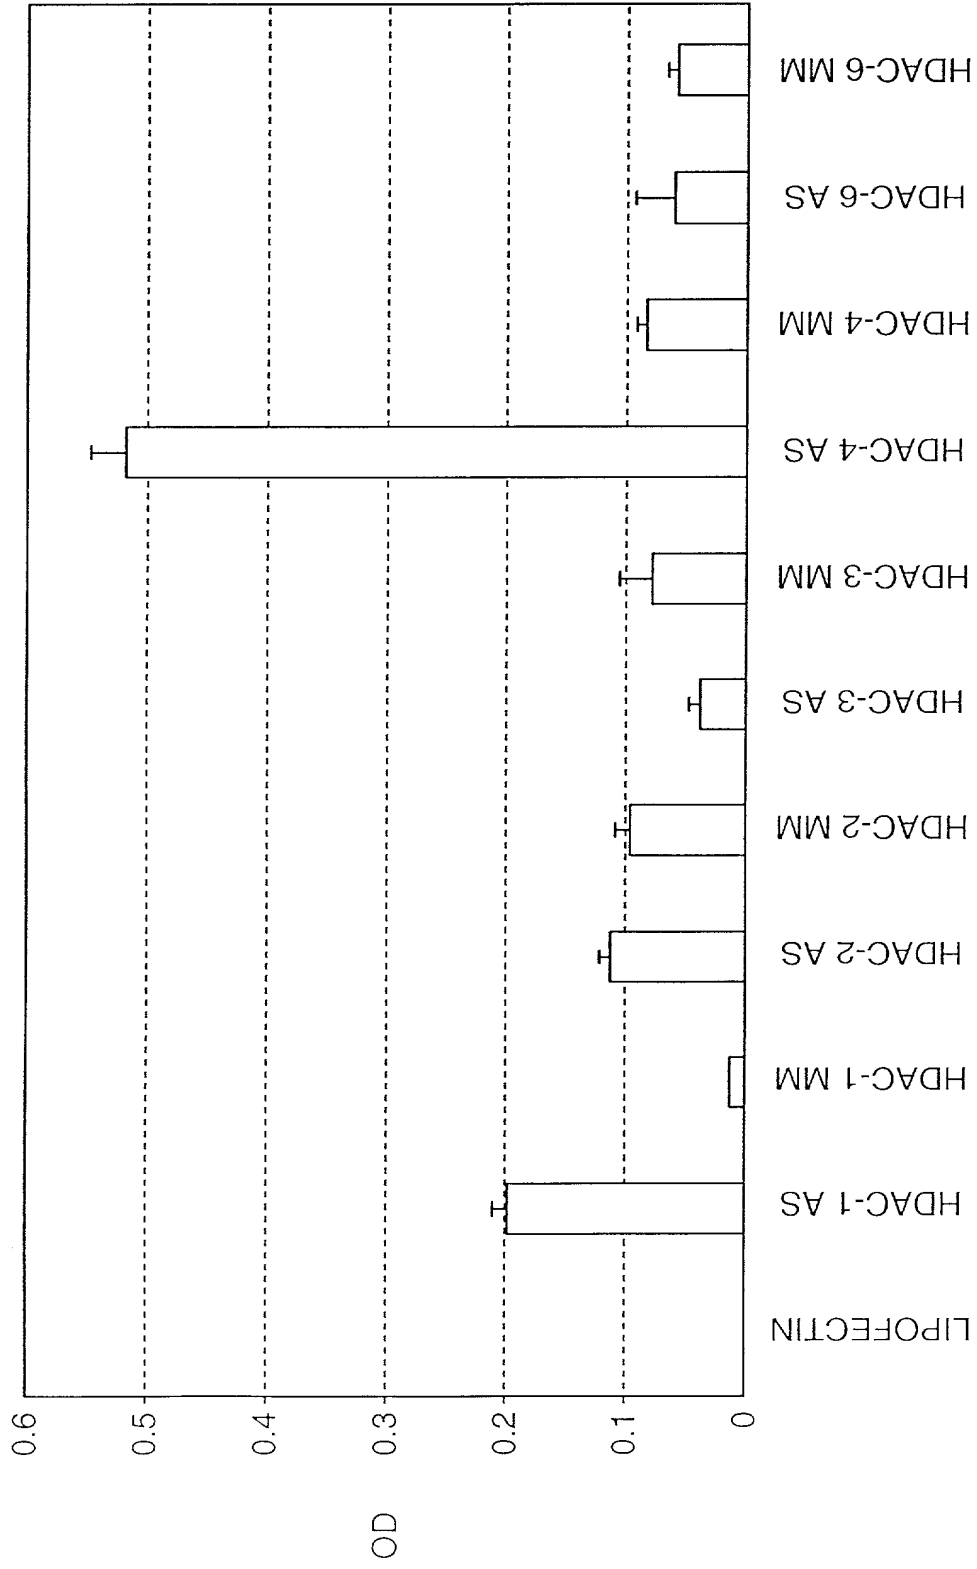 OD
0.6
0.5
0.4
0.3
0.2
0.1
0
LIPOFECTIN
HDAC-1 AS
HDAC-1 MM
HDAC-2 AS
HDAC-2 MM
HDAC-3 AS
HDAC-3 MM
HDAC-4 AS
HDAC-4 MM
HDAC-6 AS
HDAC-6 MM